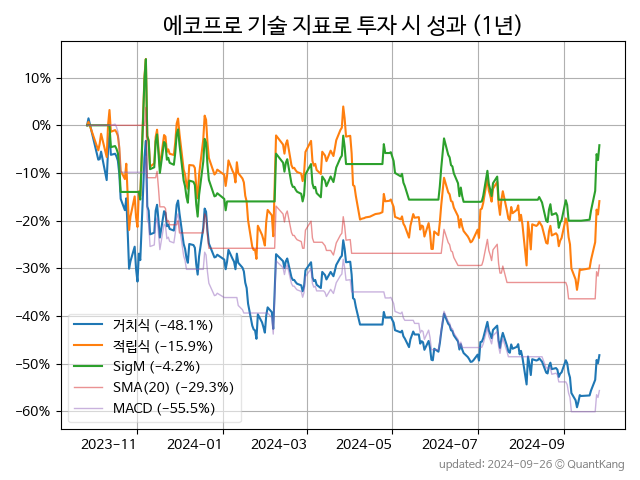 에코프로 기술 지표로 투자 시 성과 (1년)
10%
0%
−10%
−20%
−30%
−40%
−50%
−60%
거치식 (−48.1%)
적립식 (−15.9%)
SigM (−4.2%)
SMA(20) (−29.3%)
MACD (−55.5%)
2023-11 2024-01 2024-03 2024-05 2024-07 2024-09
updated: 2024-09-26 © QuantKang